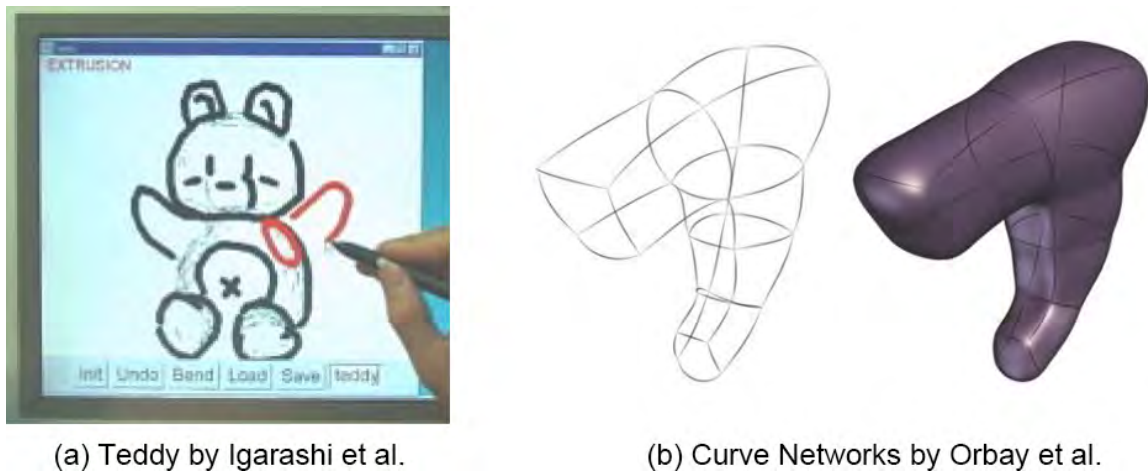 EXTRUSION
Init Undo Bend Load Save teddy
(a) Teddy by Igarashi et al.
(b) Curve Networks by Orbay et al.